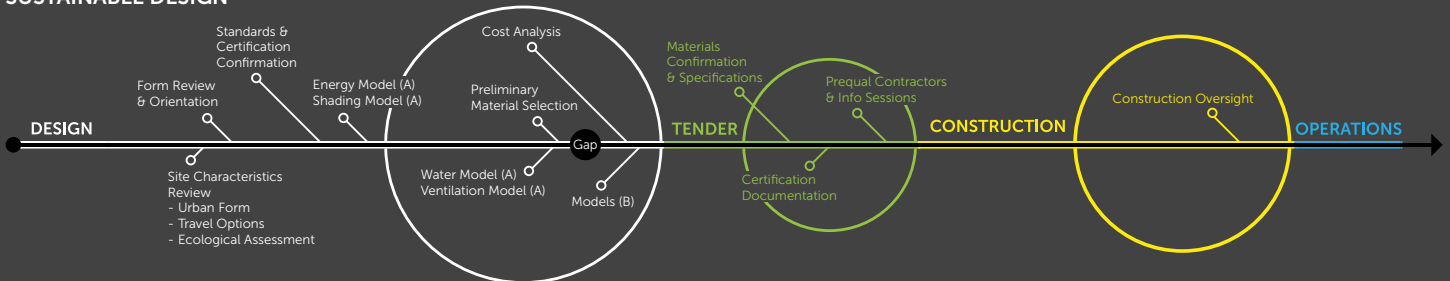 SUSTAINABLE DESIGN
Standards &
Certification
Confirmation
Cost Analysis
Form Review
& Orientation
Energy Model (A)
Shading Model (A)
Preliminary
Material Selection
Materials
Confirmation
& Specifications
Prequal Contractors
& Info Sessions
Construction Oversight
DESIGN
Gap
TENDER
CONSTRUCTION
OPERATIONS
Site Characteristics
Review
- Urban Form
- Travel Options
- Ecological Assessment
Water Model (A)
Ventilation Model (A)
Models (B)
Certification
Documentation